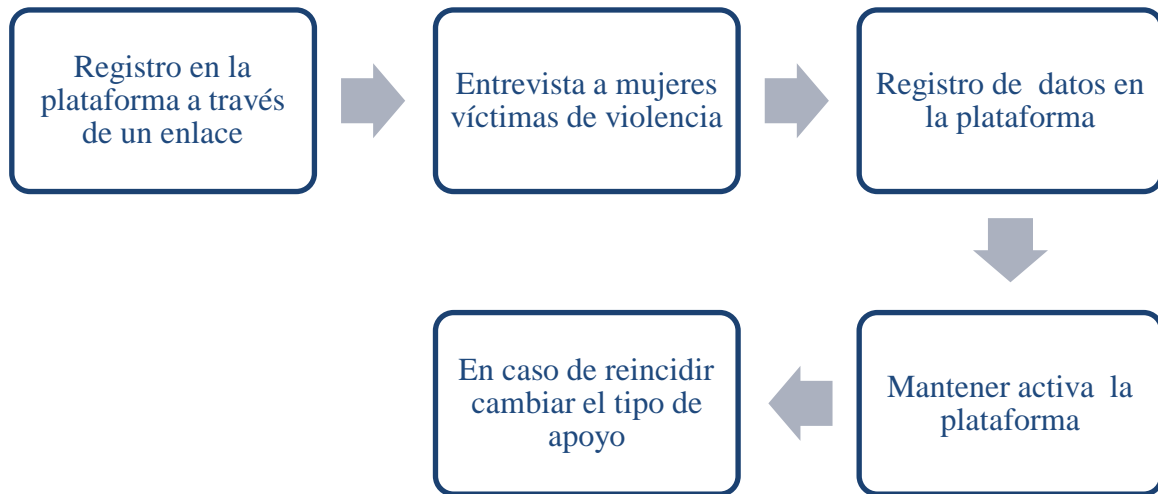 Registro en la
plataforma a través
de un enlace
Entrevista a mujeres
víctimas de violencia
Registro de  datos en
la plataforma
Mantener activa  la
plataforma
En caso de reincidir
cambiar el tipo de
apoyo